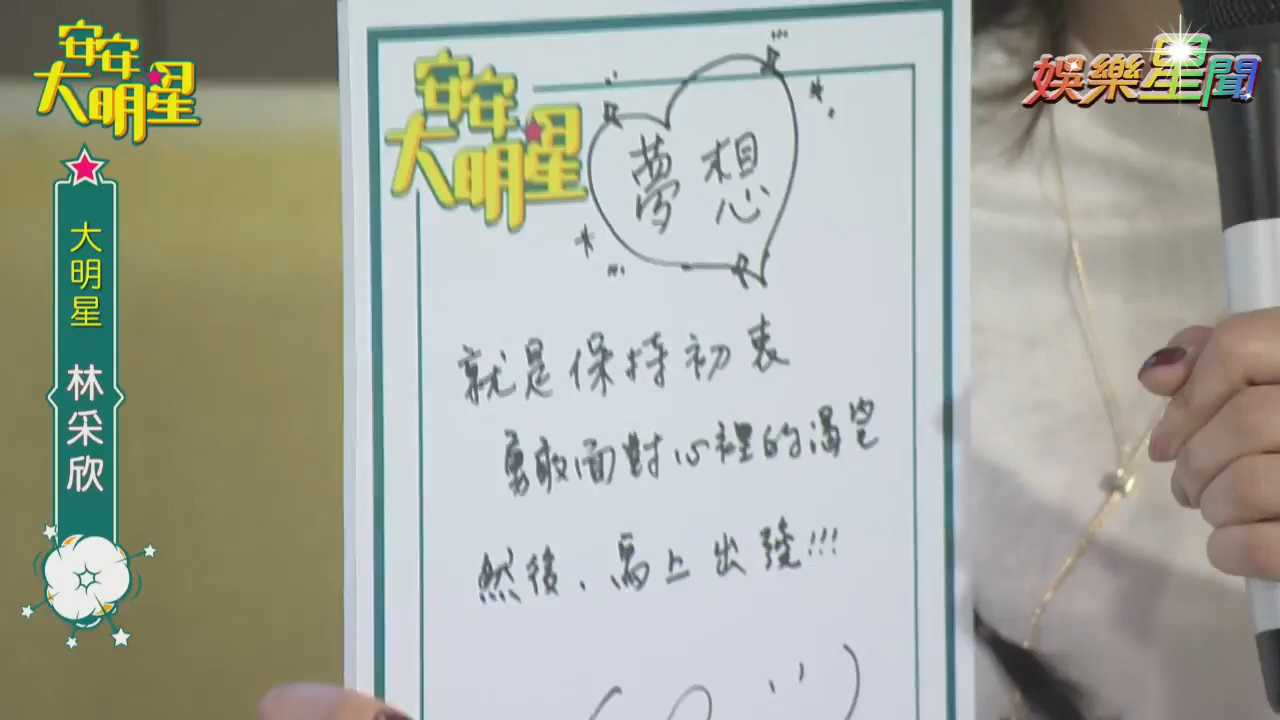 安安
大明星
大明星 林采欣
娛樂星聞
安安
大明星
夢想
就是保持初衷
勇敢面對心裡的渴望
然後、馬上出發!!!